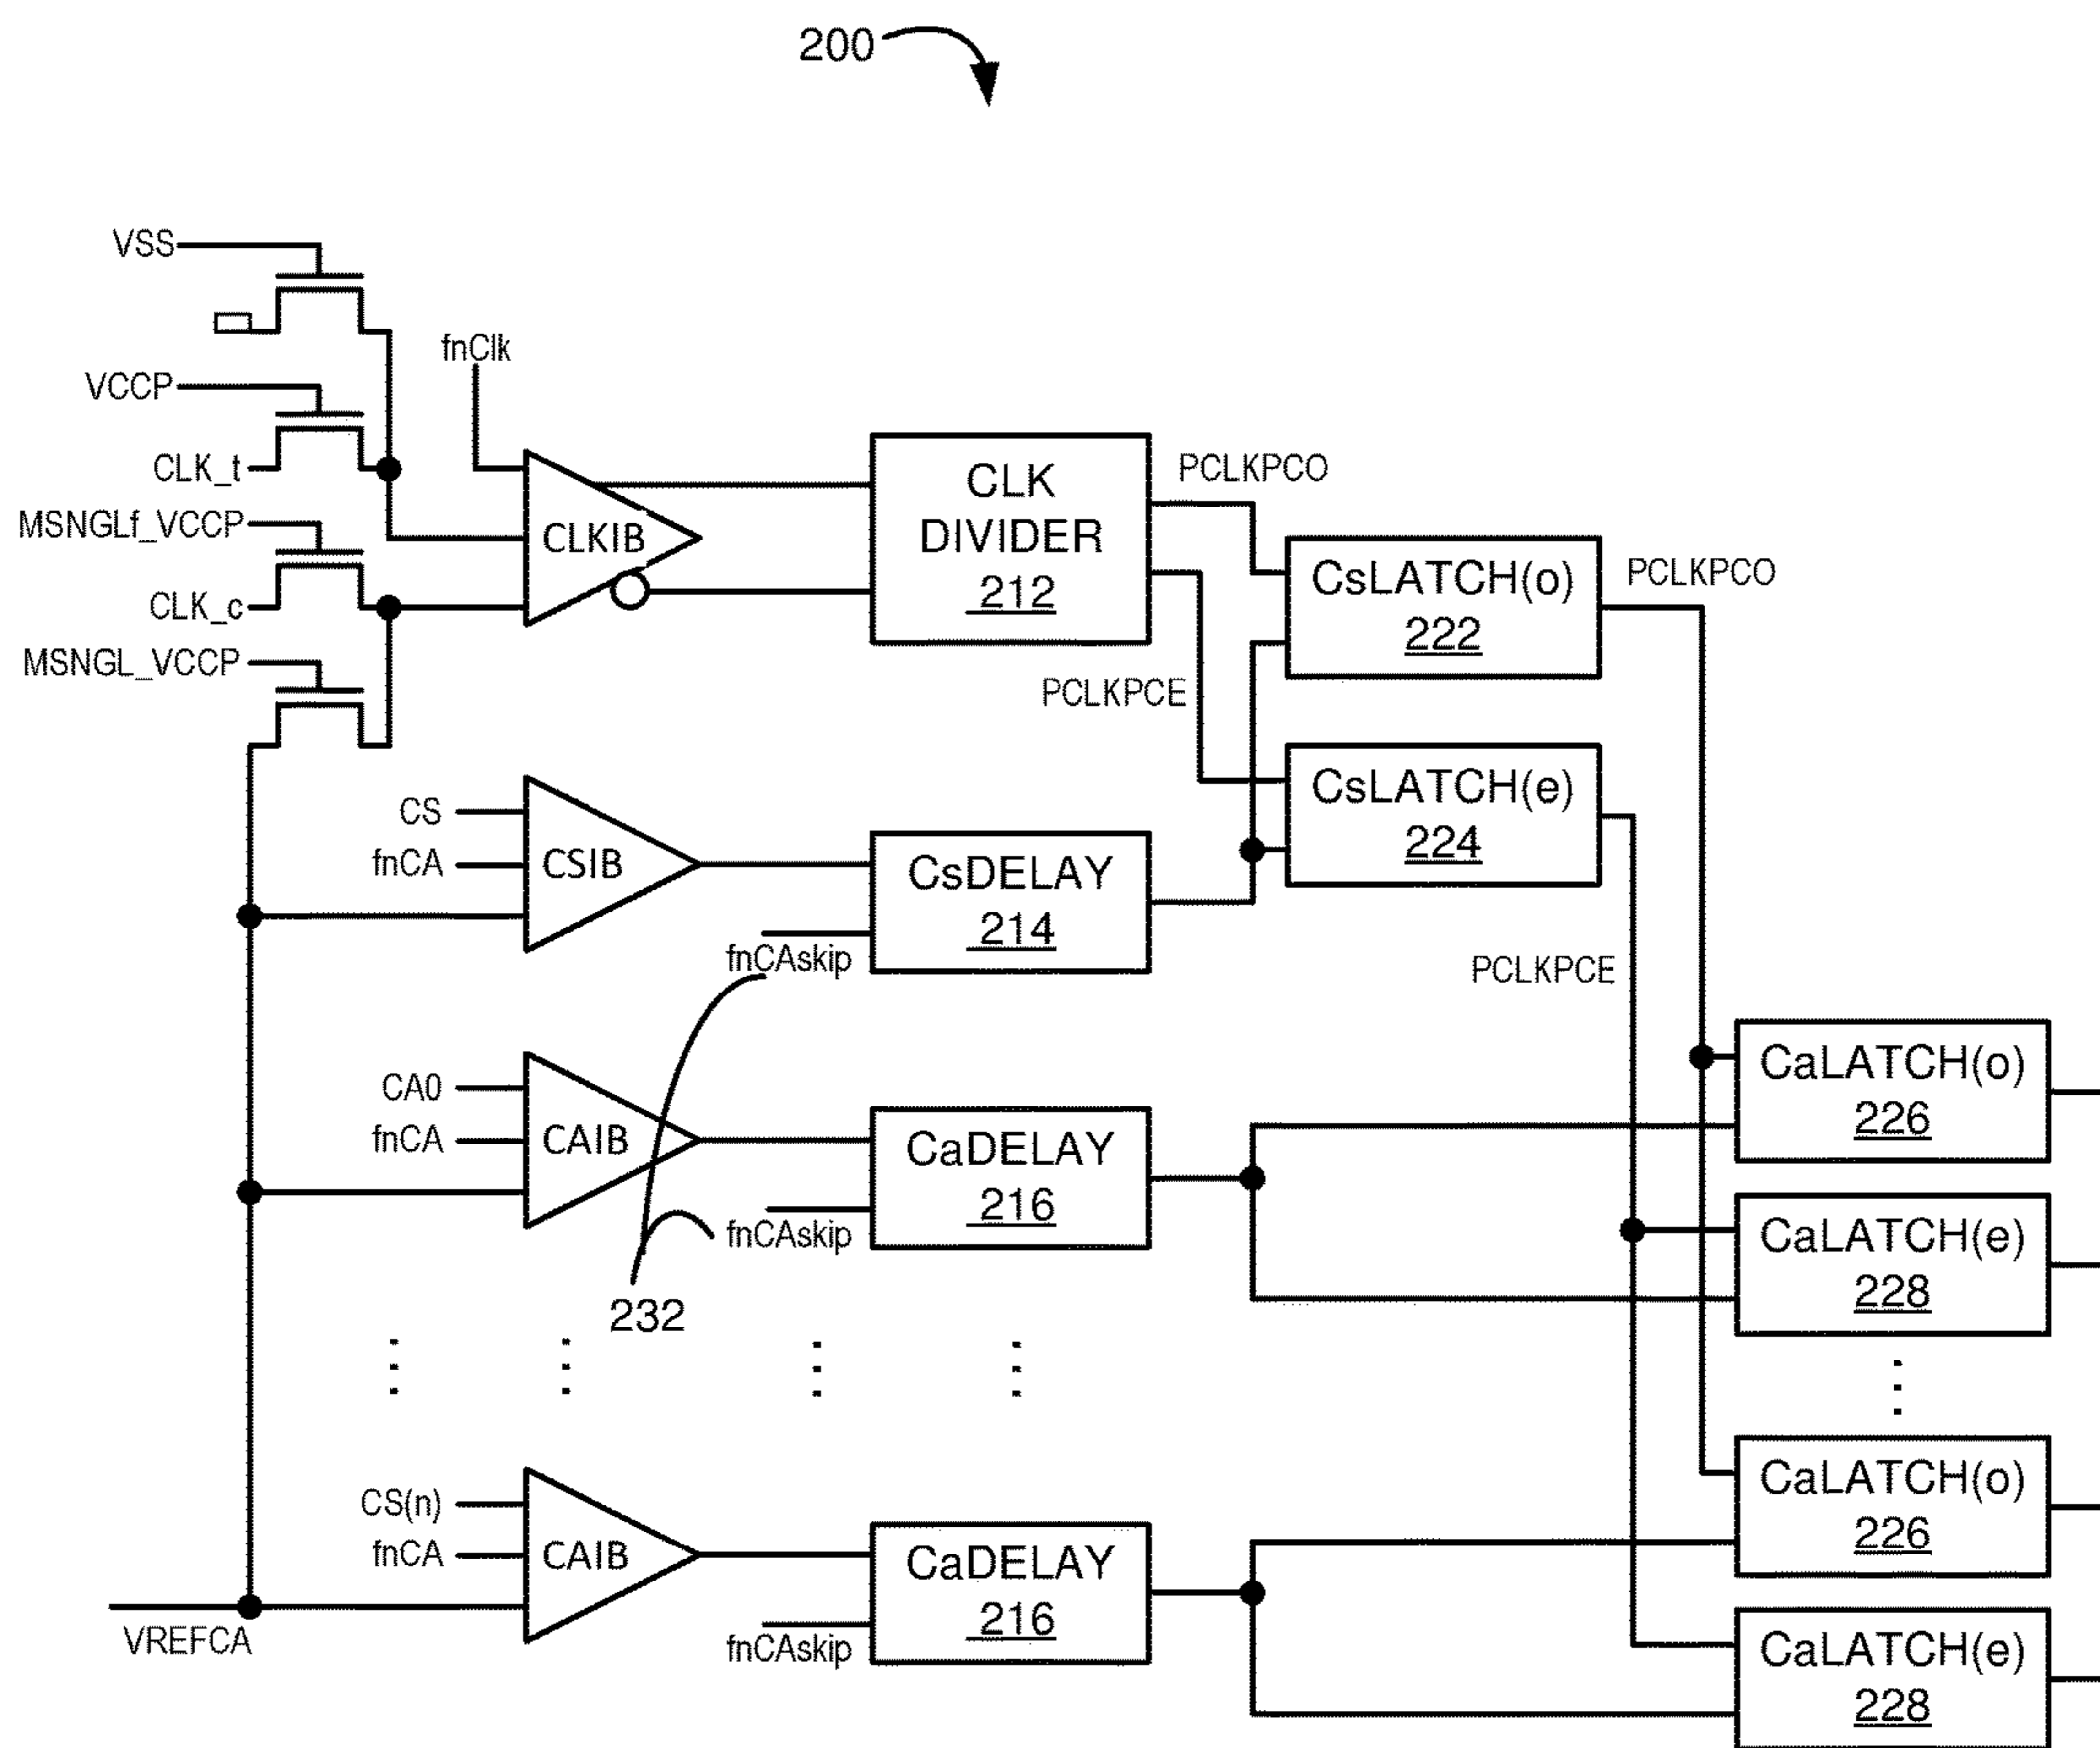 200
VSS
fnClk
VCCP
CLK_t
MSNGLf_VCCP
CLK_c
MSNGL_VCCP
CLKIB
CLK
DIVIDER
212
PCLKPCO
PCLKPCE
CsLATCH(o)
222
PCLKPCO
CsLATCH(e)
224
PCLKPCE
CS
fnCA
CSIB
CsDELAY
214
fnCAskip
CA0
fnCA
CAIB
CaDELAY
216
fnCAskip
232
CaLATCH(o)
226
CaLATCH(e)
228
CS(n)
fnCA
CAIB
CaDELAY
216
fnCAskip
VREFCA
CaLATCH(o)
226
CaLATCH(e)
228